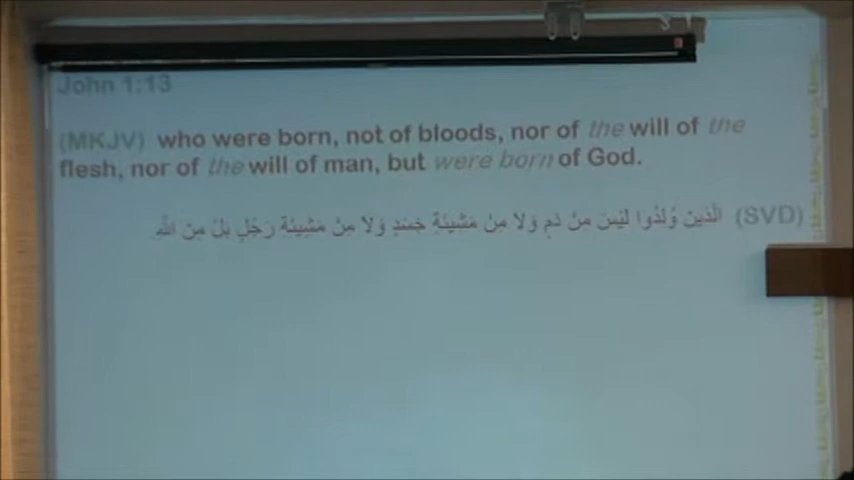 John 1:13
(MKJV) who were born, not of bloods, nor of the will of the
flesh, nor of the will of man, but were born of God.
(SVD) اَلَّذِينَ وُلِدُوا لَيْسَ مِنْ دَمٍ وَلاَ مِنْ مَشِيئَةِ جَسَدٍ وَلاَ مِنْ مَشِيئَةِ رَجُلٍ بَلْ مِنَ اللَّهِ.